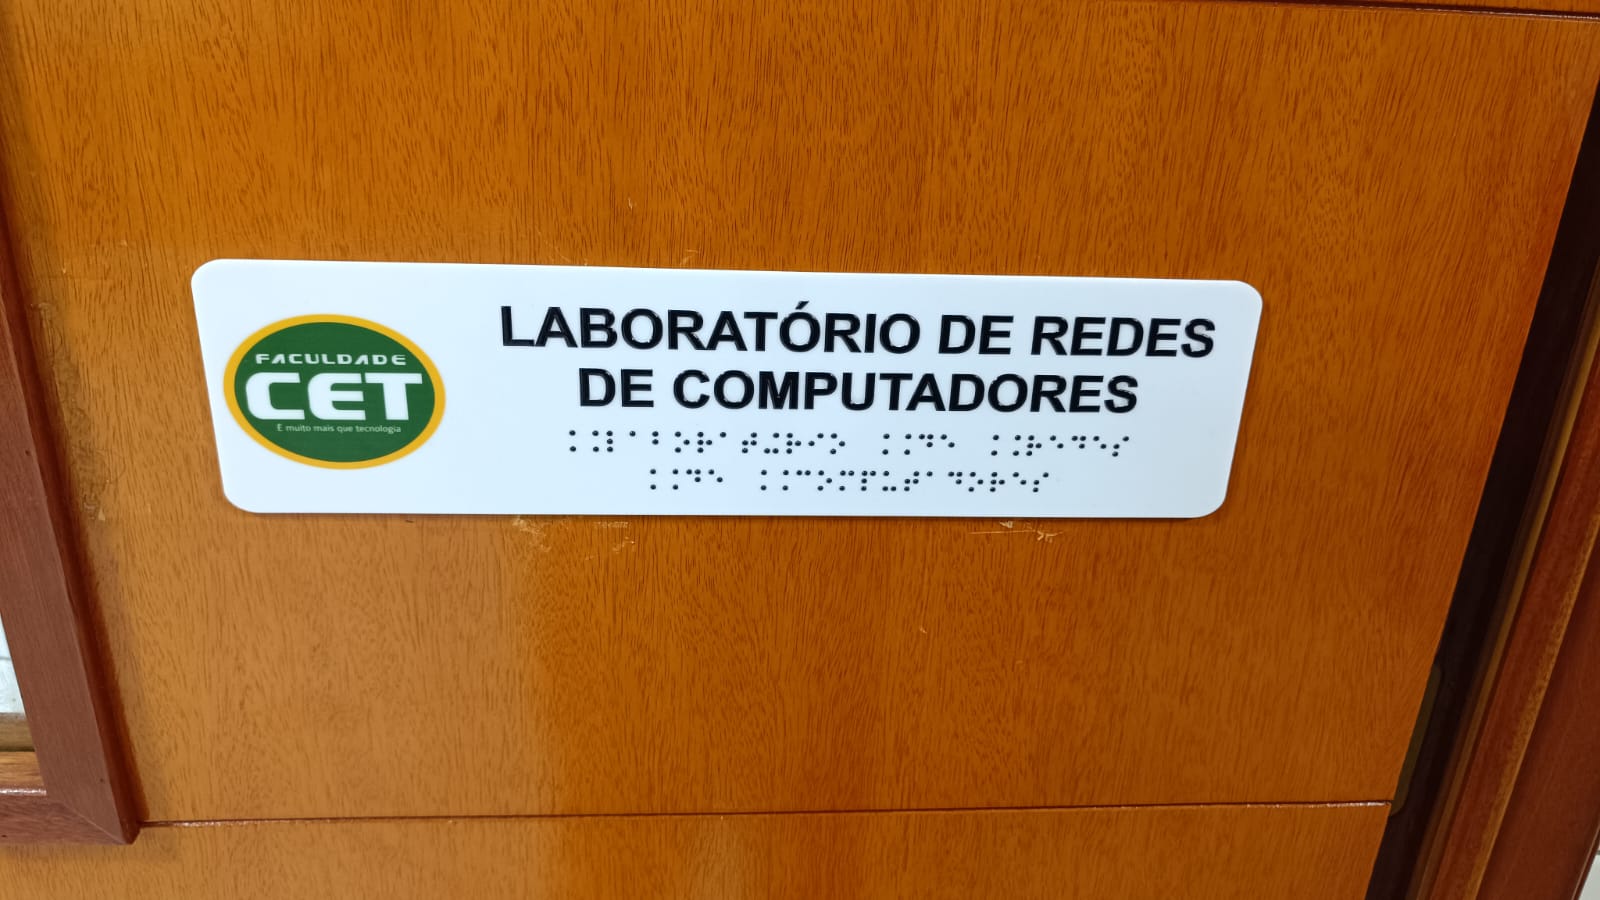 FACULDADE
CET
É muito mais que tecnologia
LABORATÓRIO DE REDES
DE COMPUTADORES